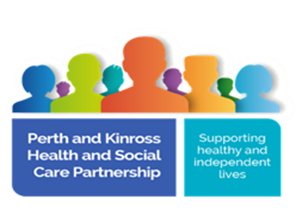 Perth and Kinross
Health and Social
Care Partnership
Supporting
healthy and
independent
lives